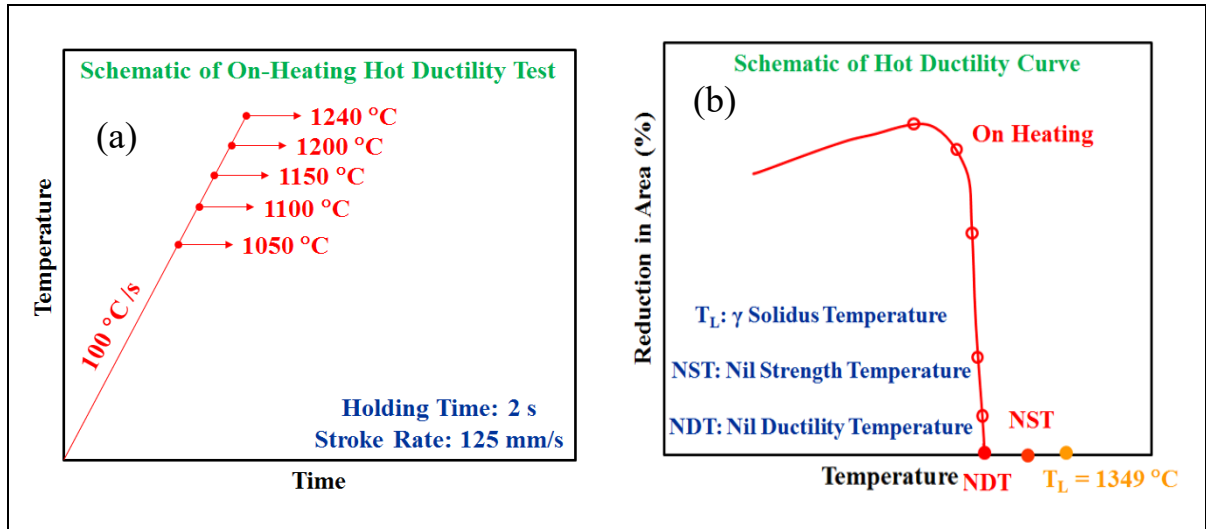 Schematic of On-Heating Hot Ductility Test
(a)
1240 °C
1200 °C
1150 °C
1100 °C
1050 °C
100 °C/s
Holding Time: 2 s
Stroke Rate: 125 mm/s
Temperature
Time
Schematic of Hot Ductility Curve
(b)
On Heating
T_L: γ Solidus Temperature
NST: Nil Strength Temperature
NDT: Nil Ductility Temperature
NST
Reduction in Area (%)
Temperature
NDT
T_L = 1349 °C